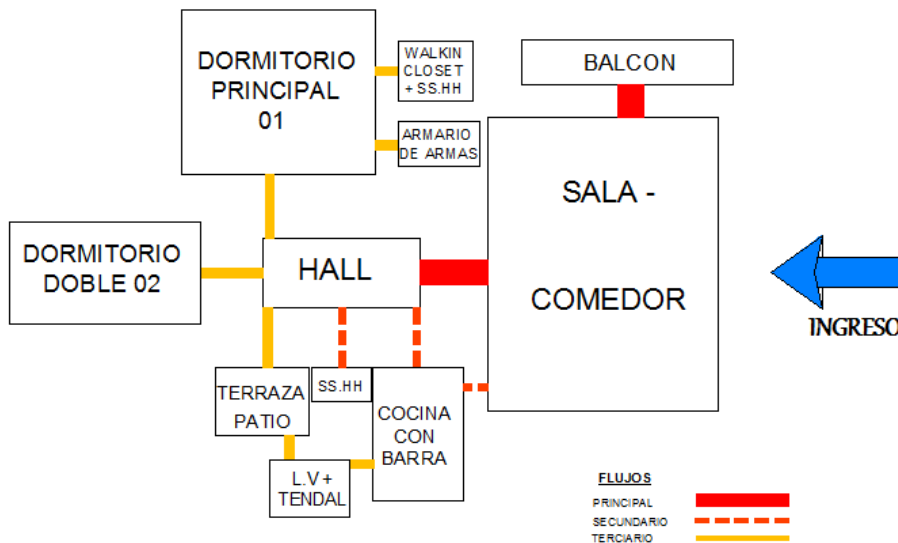 DORMITORIO
PRINCIPAL
01
WALKIN
CLOSET
+ SS.HH
ARMARIO
DE ARMAS
BALCON
SALA -
COMEDOR
DORMITORIO
DOBLE 02
HALL
INGRESO
TERRAZA
PATIO
SS.HH
COCINA
CON
BARRA
L.V +
TENDAL
FLUJOS
PRINCIPAL
SECUNDARIO
TERCIARIO